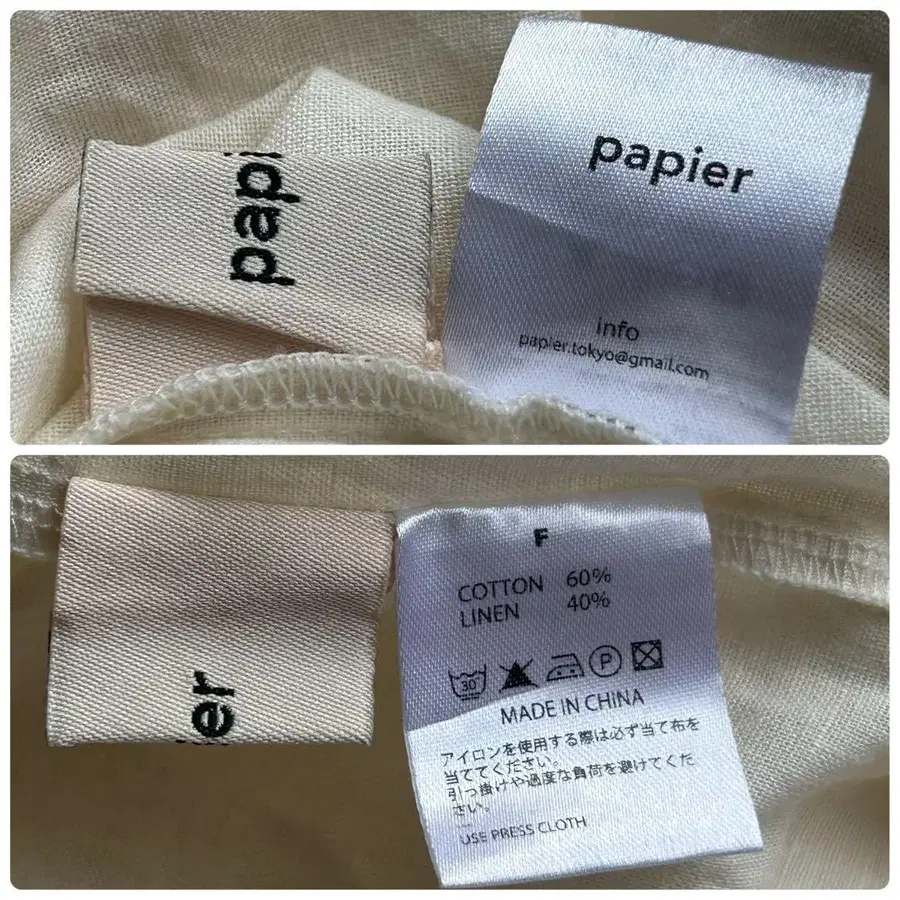 papi
papier
info
papier.tokyo@gmail.com
ier
F
COTTON 60%
LINEN 40%
30
P
MADE IN CHINA
アイロンを使用する際は必ず当て布を
当ててください。
引っ掛けや過度な負荷を避けてくだ
さい。
USE PRESS CLOTH